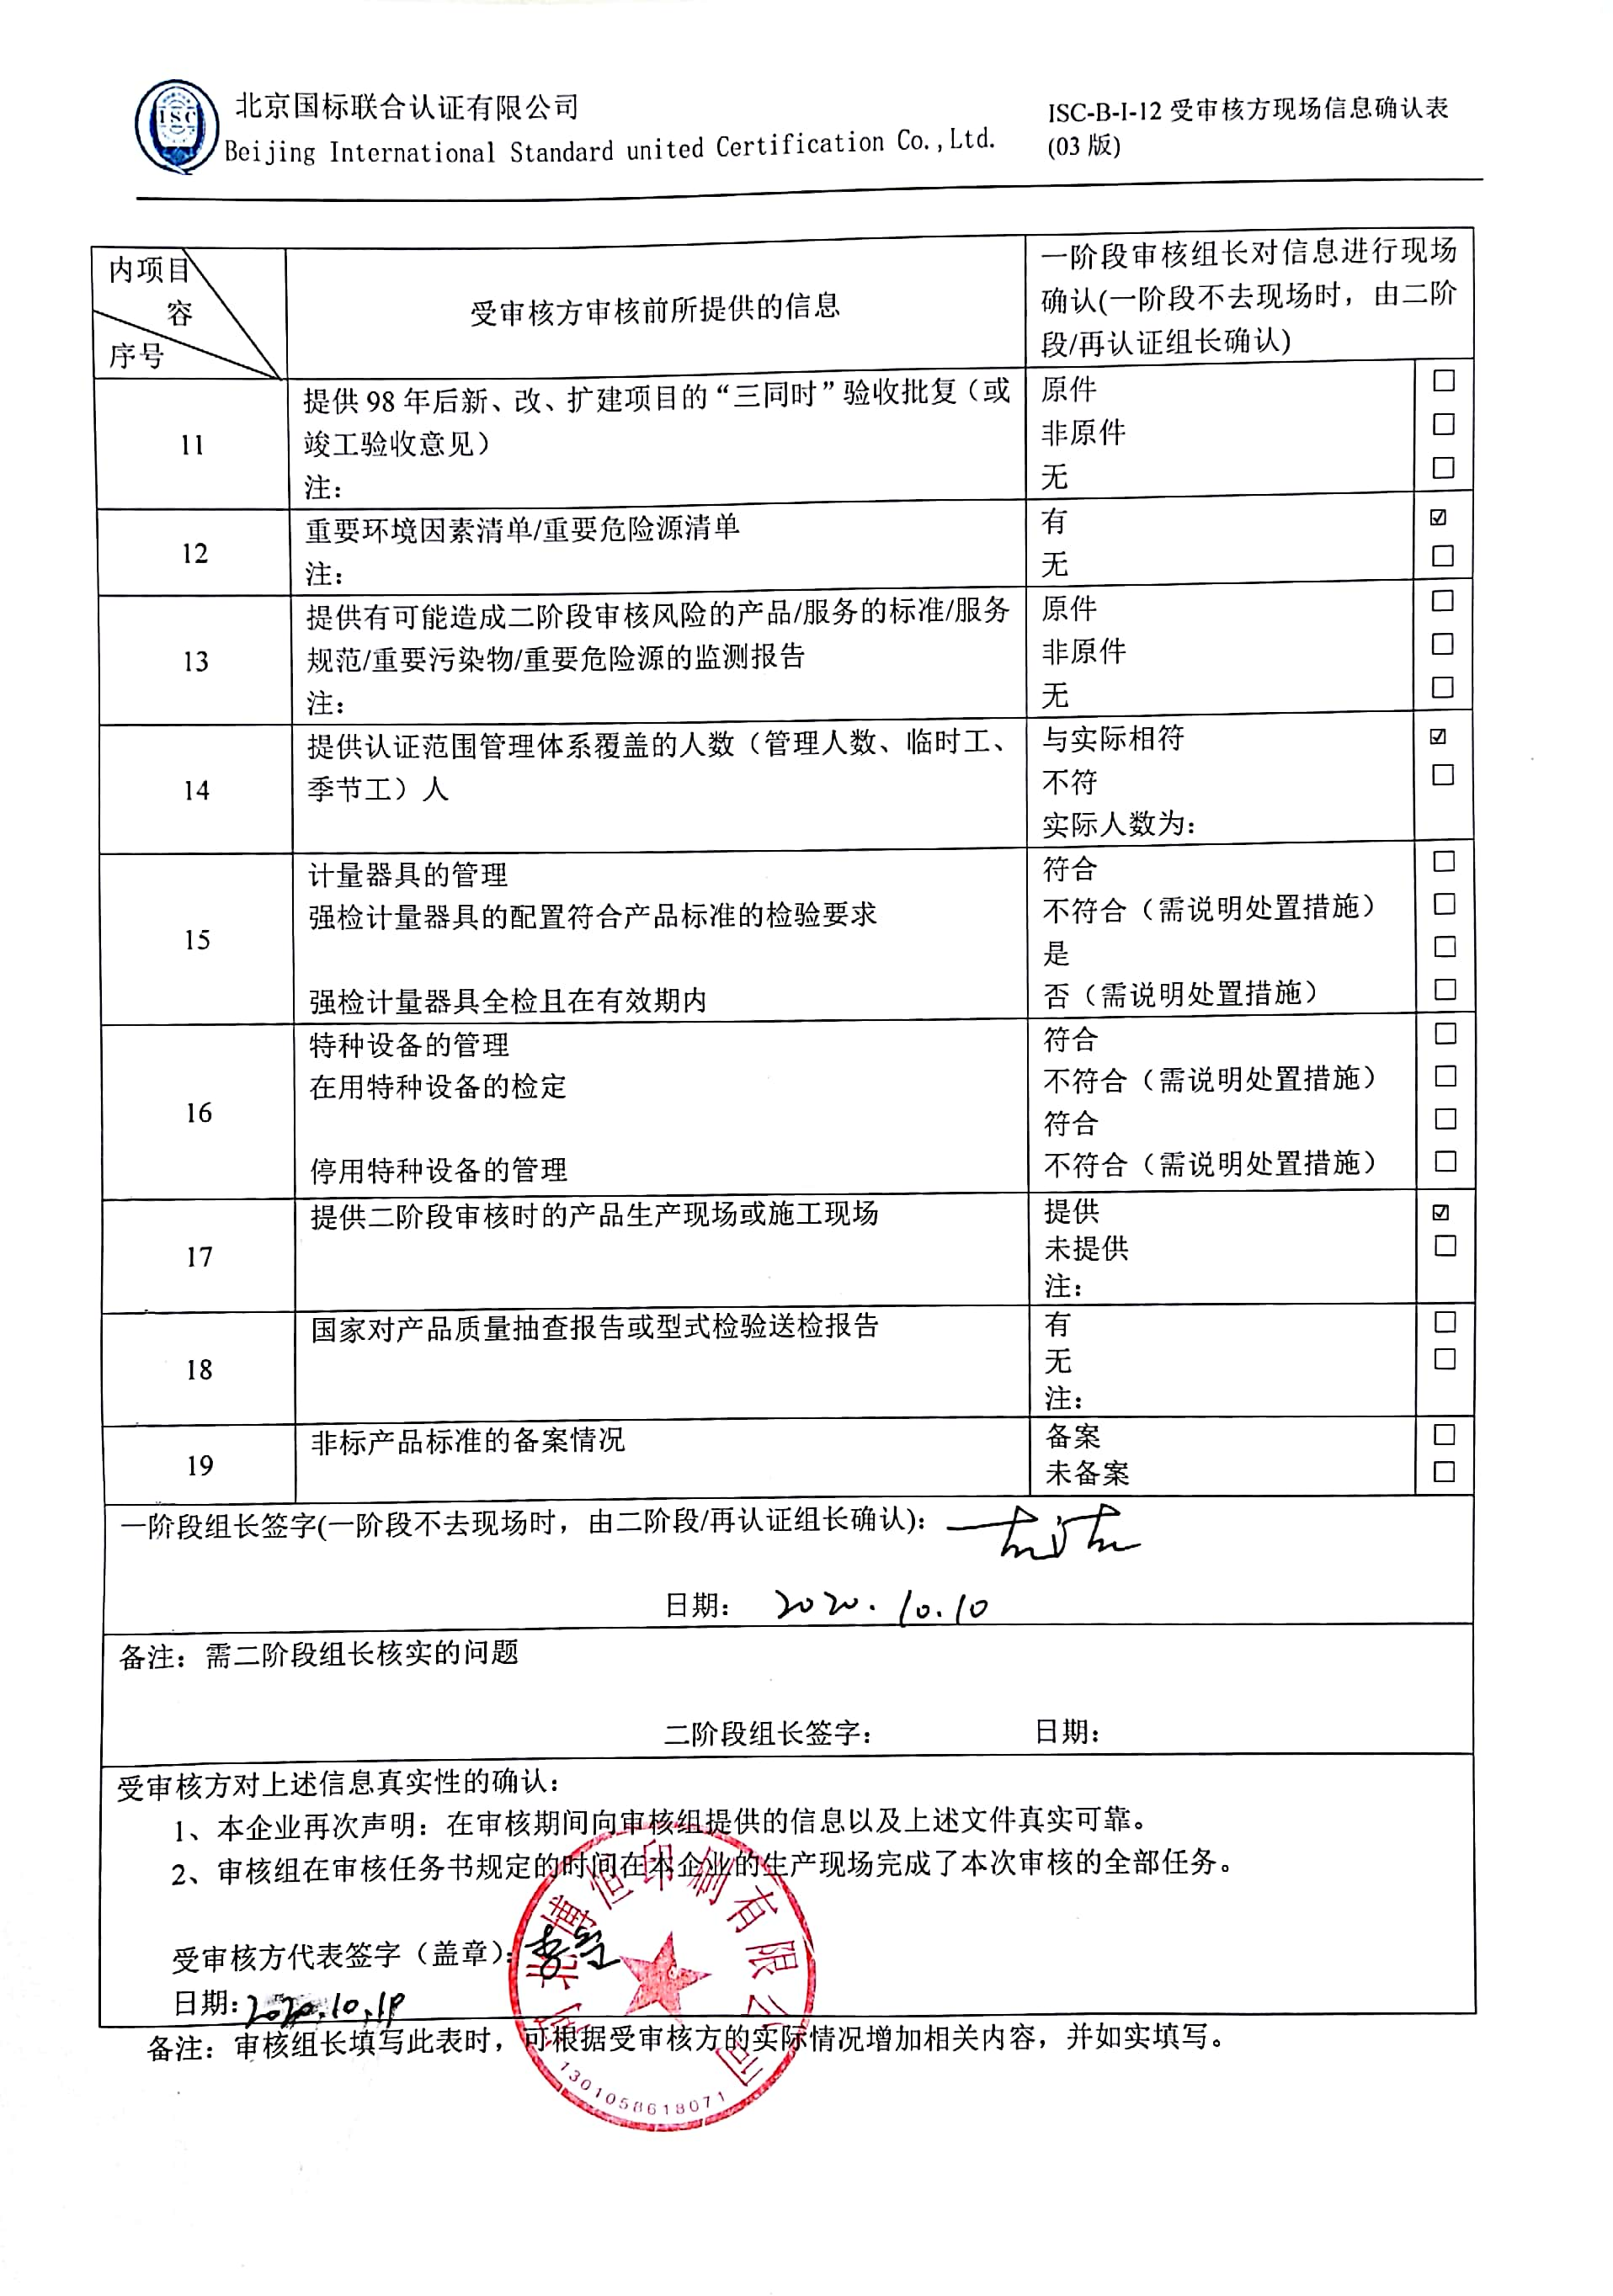 北京国标联合认证有限公司
Beijing International Standard united Certification Co.,Ltd.
ISC-B-I-12 受审核方现场信息确认表
(03 版)
内项目
容
序号
受审核方审核前所提供的信息
一阶段审核组长对信息进行现场
确认(一阶段不去现场时，由二阶
段/再认证组长确认)
11
提供 98 年后新、改、扩建项目的“三同时”验收批复（或
竣工验收意见）
注：
原件 □
非原件 □
无 □
12
重要环境因素清单/重要危险源清单
注：
有 ☑
无 □
13
提供有可能造成二阶段审核风险的产品/服务的标准/服务
规范/重要污染物/重要危险源的监测报告
注：
原件 □
非原件 □
无 □
14
提供认证范围管理体系覆盖的人数（管理人数、临时工、
季节工）人
与实际相符 ☑
不符 □
实际人数为：
15
计量器具的管理
强检计量器具的配置符合产品标准的检验要求
强检计量器具全检且在有效期内
符合 □
不符合（需说明处置措施） □
是 □
否（需说明处置措施） □
16
特种设备的管理
在用特种设备的检定
停用特种设备的管理
符合 □
不符合（需说明处置措施） □
符合 □
不符合（需说明处置措施） □
17
提供二阶段审核时的产品生产现场或施工现场
提供 ☑
未提供 □
注：
18
国家对产品质量抽查报告或型式检验送检报告
有 □
无 □
注：
19
非标产品标准的备案情况
备案 □
未备案 □
一阶段组长签字(一阶段不去现场时，由二阶段/再认证组长确认)：
日期： 2020.10.10
备注：需二阶段组长核实的问题
二阶段组长签字： 日期：
受审核方对上述信息真实性的确认：
1、本企业再次声明：在审核期间向审核组提供的信息以及上述文件真实可靠。
2、审核组在审核任务书规定的时间在本企业的生产现场完成了本次审核的全部任务。
受审核方代表签字（盖章）：
日期：2020.10.19
备注：审核组长填写此表时，可根据受审核方的实际情况增加相关内容，并如实填写。
河北博恒印刷有限公司
1301058618071